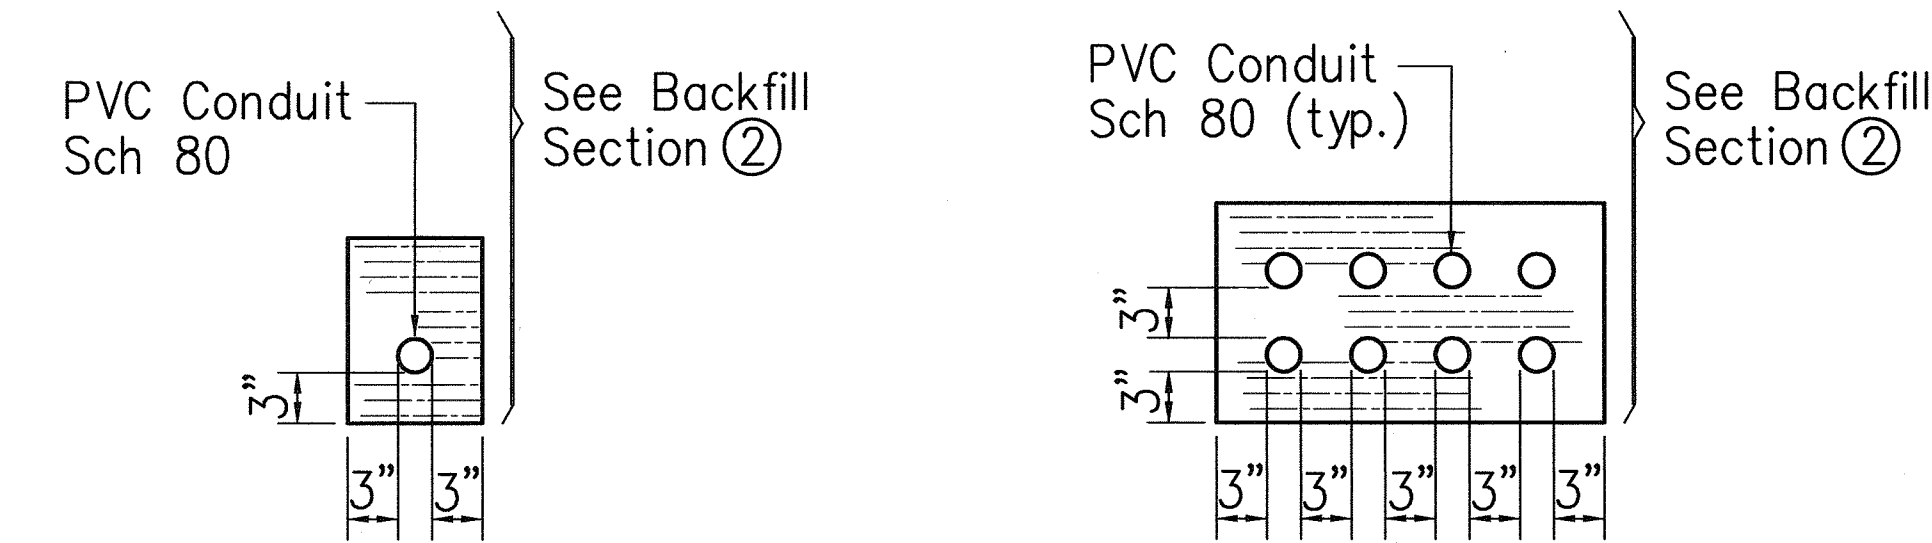 PVC Conduit
Sch 80
See Backfill
Section 2
3”
3” 3”
PVC Conduit
Sch 80 (typ.)
See Backfill
Section 2
3”
3”
3” 3” 3” 3” 3”